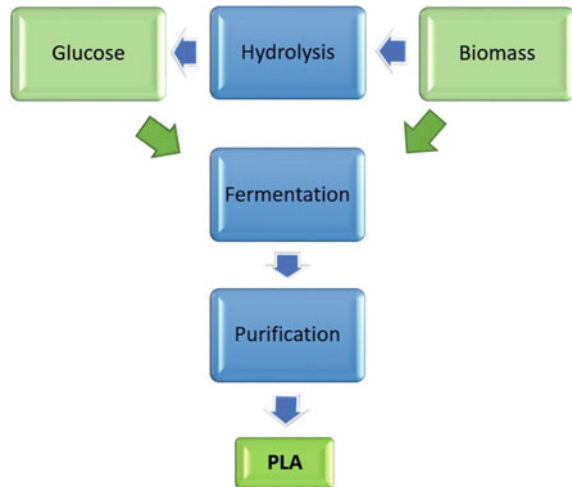 Glucose
Hydrolysis
Biomass
Fermentation
Purification
PLA